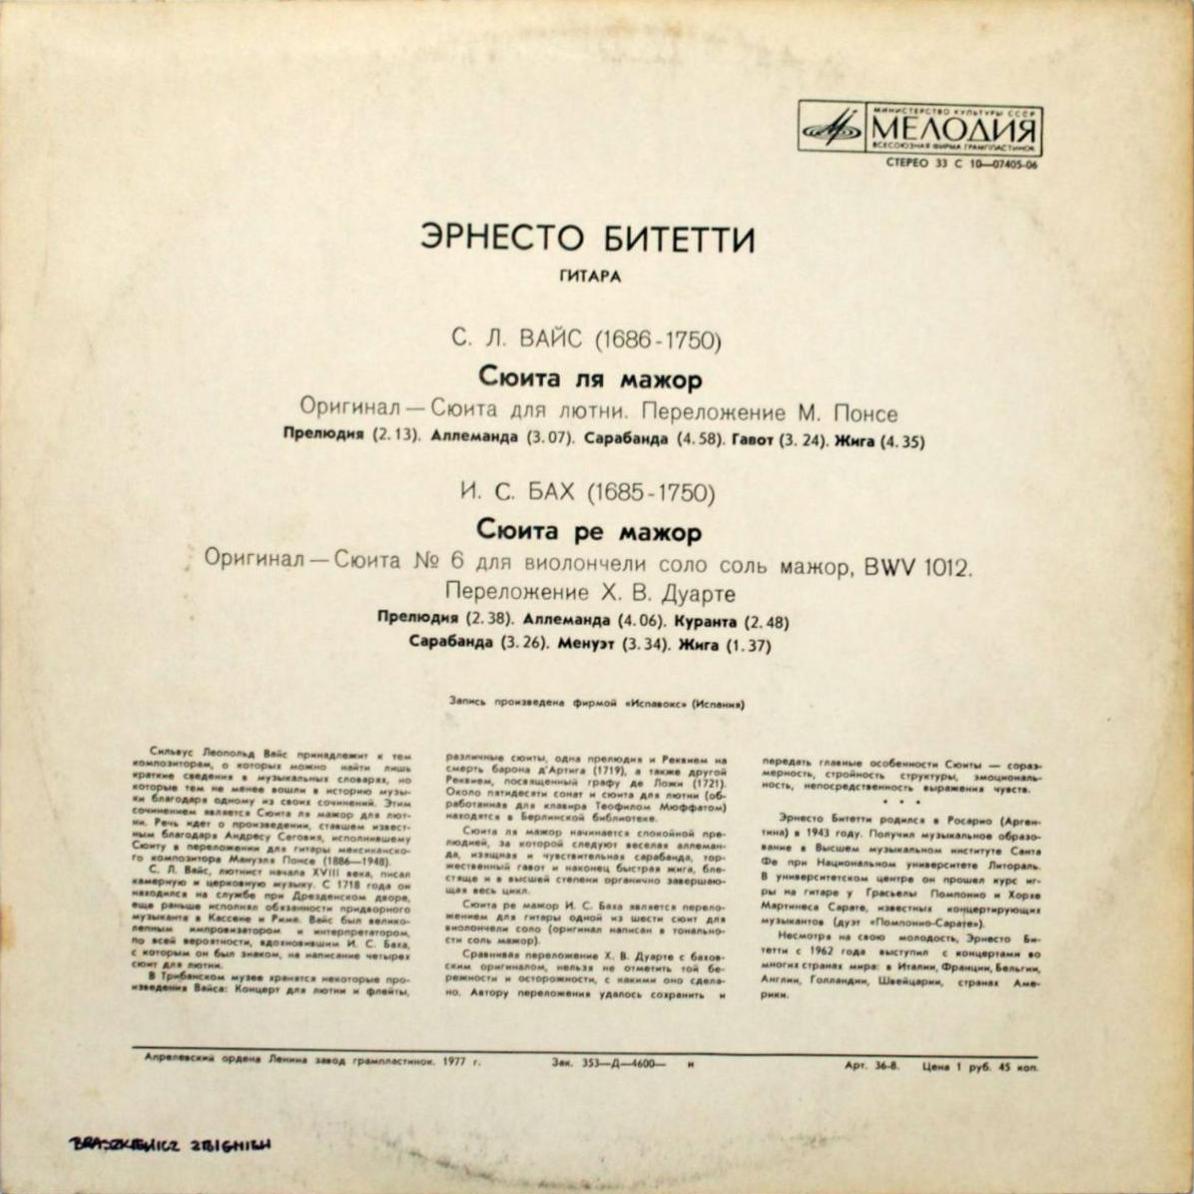 МИНИСТЕРСТВО КУЛЬТУРЫ СССР
МЕЛОДИЯ
ВСЕСОЮЗНАЯ ФИРМА ГРАМПЛАСТИНОК
СТЕРЕО 33 С 10—07405-06
ЭРНЕСТО БИТЕТТИ
ГИТАРА
С. Л. ВАЙС (1686-1750)
Сюита ля мажор
Оригинал — Сюита для лютни. Переложение М. Понсе
Прелюдия (2.13). Аллеманда (3.07). Сарабанда (4.58). Гавот (3.24). Жига (4.35)
И. С. БАХ (1685-1750)
Сюита ре мажор
Оригинал — Сюита № 6 для виолончели соло соль мажор, BWV 1012.
Переложение Х. В. Дуарте
Прелюдия (2.38). Аллеманда (4.06). Куранта (2.48)
Сарабанда (3.26). Менуэт (3.34). Жига (1.37)
Запись произведена фирмой «Испавокс» (Испания)
Сильвус Леопольд Вайс принадлежит к тем
композиторам, о которых можно найти лишь
краткие сведения в музыкальных словарях, но
которые тем не менее вошли в историю музы-
ки благодаря одному из своих сочинений. Этим
сочинением является Сюита ля мажор для лют-
ни. Речь идет о произведении, ставшем извест-
ным благодаря Андресу Сеговия, исполнившему
Сюиту в переложении для гитары мексиканско-
го композитора Мануэля Понсе (1886—1948).
С. Л. Вайс, лютнист начала XVIII века, писал
камерную и церковную музыку. С 1718 года он
находился на службе при Дрезденском дворе,
еще раньше исполнял обязанности придворного
музыканта в Кассене и Риме. Вайс был велико-
лепным импровизатором и интерпретатором,
по всей вероятности, вдохновившим И. С. Баха,
с которым он был знаком, на написание четырех
сюит для лютни.
В Трибанском музее хранятся некоторые про-
изведения Вайса: Концерт для лютни и флейты,
различные сюиты, одна прелюдия и Реквием на
смерть барона д'Артига (1719), а также другой
Реквием, посвященный графу де Ложи (1721).
Около пятидесяти сонат и сюита для лютни (об-
работанная для клавира Теофилом Мюффатом)
находятся в Берлинской библиотеке.
Сюита ля мажор начинается спокойной пре-
людией, за которой следуют веселая аллеман-
да, изящная и чувствительная сарабанда, тор-
жественный гавот и наконец быстрая жига, бле-
стяще и в высшей степени органично завершаю-
щая весь цикл.
Сюита ре мажор И. С. Баха является перело-
жением для гитары одной из шести сюит для
виолончели соло (оригинал написан в тонально-
сти соль мажор).
Сравнивая переложение Х. В. Дуарте с бахов-
ским оригиналом, нельзя не отметить той бе-
режности и осторожности, с какими оно сдела-
но. Автору переложения удалось сохранить и
передать главные особенности Сюиты — сораз-
мерность, стройность структуры, эмоциональ-
ность, непосредственность выражения чувств.
* * *
Эрнесто Битетти родился в Росарио (Арген-
тина) в 1943 году. Получил музыкальное образо-
вание в Высшем музыкальном институте Санта
Фе при Национальном университете Литораль.
В университетском центре он прошел курс иг-
ры на гитаре у Грасьелы Помпонио и Хорхе
Мартинеса Сарате, известных концертирующих
музыкантов (дуэт «Помпонио-Сарате»).
Несмотря на свою молодость, Эрнесто Би-
тетти с 1962 года выступил с концертами во
многих странах мира: в Италии, Франции, Бельгии,
Англии, Голландии, Швейцарии, странах Аме-
рики.
Апрелевский ордена Ленина завод грампластинок. 1977 г. Зак. 353—Д—4600— н Арт. 36-8. Цена 1 руб. 45 коп.
ZBIGNIEW